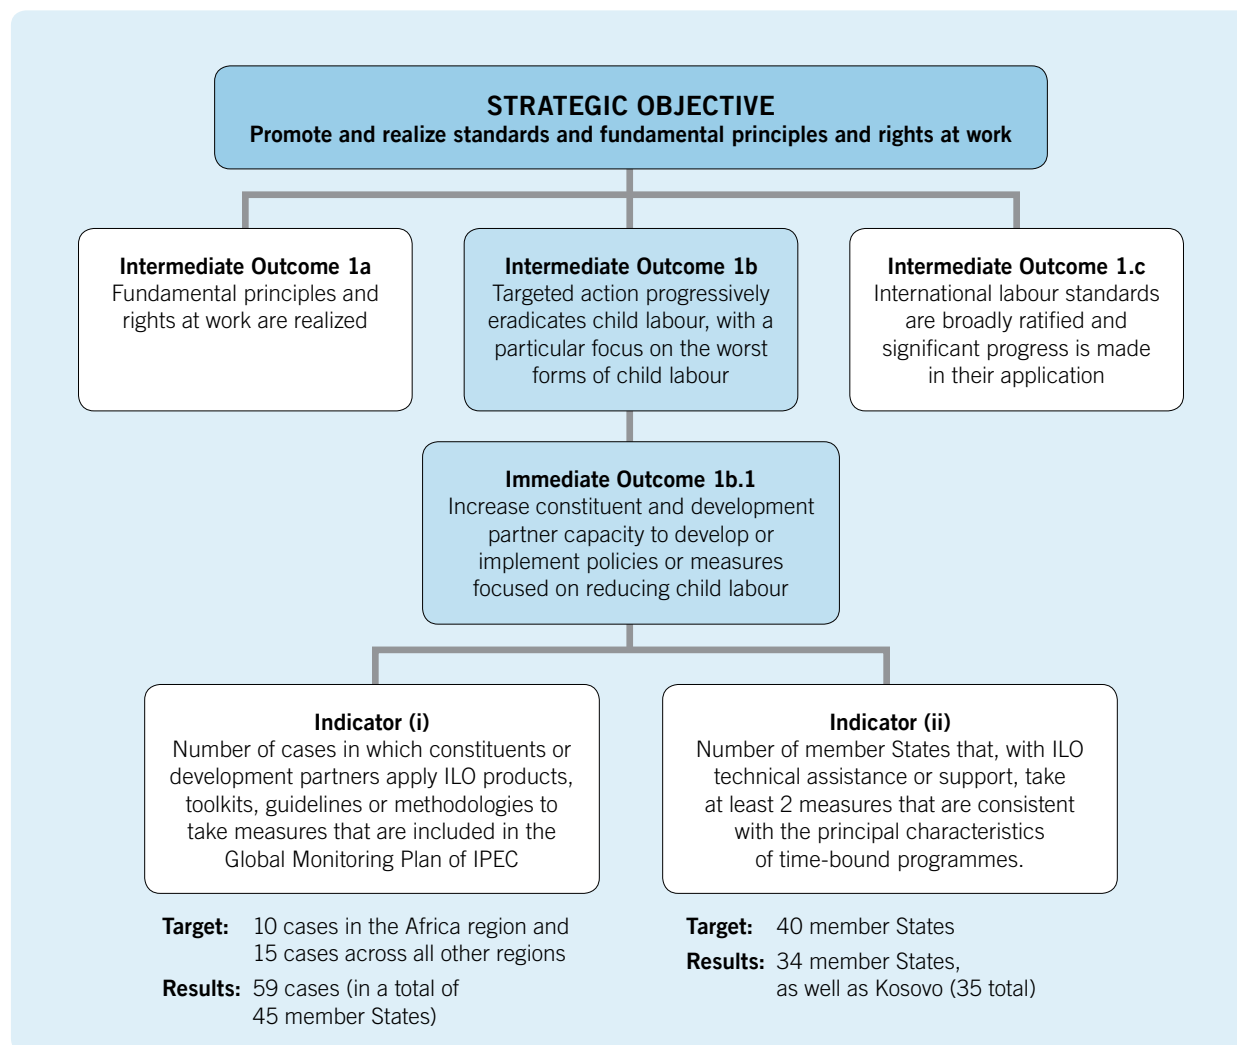 STRATEGIC OBJECTIVE
Promote and realize standards and fundamental principles and rights at work
Intermediate Outcome 1a
Fundamental principles and
rights at work are realized
Intermediate Outcome 1b
Targeted action progressively
eradicates child labour, with a
particular focus on the worst
forms of child labour
Intermediate Outcome 1.c
International labour standards
are broadly ratified and
significant progress is made
in their application
Immediate Outcome 1b.1
Increase constituent and development
partner capacity to develop or
implement policies or measures
focused on reducing child labour
Indicator (i)
Number of cases in which constituents or
development partners apply ILO products,
toolkits, guidelines or methodologies to
take measures that are included in the
Global Monitoring Plan of IPEC
Target: 10 cases in the Africa region and
15 cases across all other regions
Results: 59 cases (in a total of
45 member States)
Indicator (ii)
Number of member States that, with ILO
technical assistance or support, take
at least 2 measures that are consistent
with the principal characteristics
of time-bound programmes.
Target: 40 member States
Results: 34 member States,
as well as Kosovo (35 total)